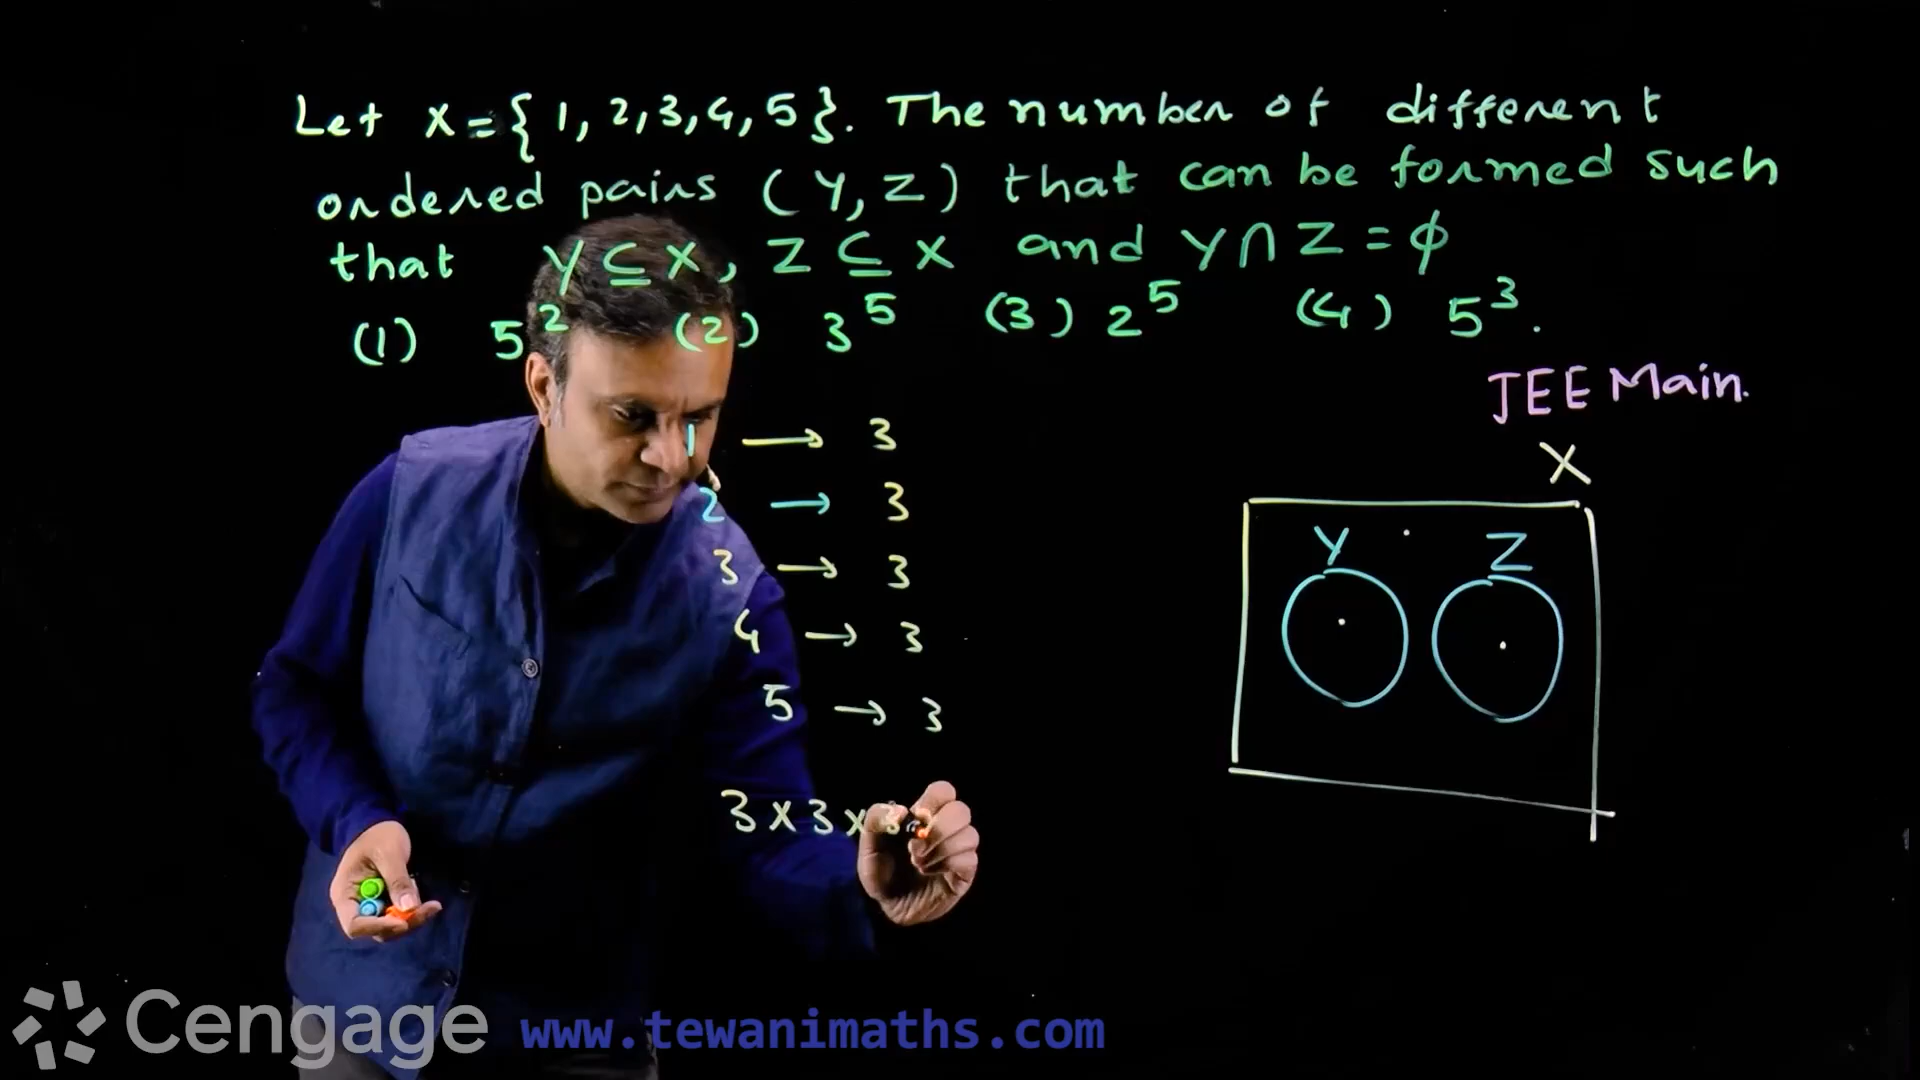 Let X = { 1, 2, 3, 4, 5 }. The number of different
ordered pairs ( Y, Z ) that can be formed such
that Y ⊆ X, Z ⊆ X and Y ∩ Z = ϕ
(1) 5² (2) 3⁵ (3) 2⁵ (4) 5³.
JEE Main.
X
Y Z
1 → 3
2 → 3
3 → 3
4 → 3
5 → 3
3 × 3 × 3
Cengage www.tewanimaths.com